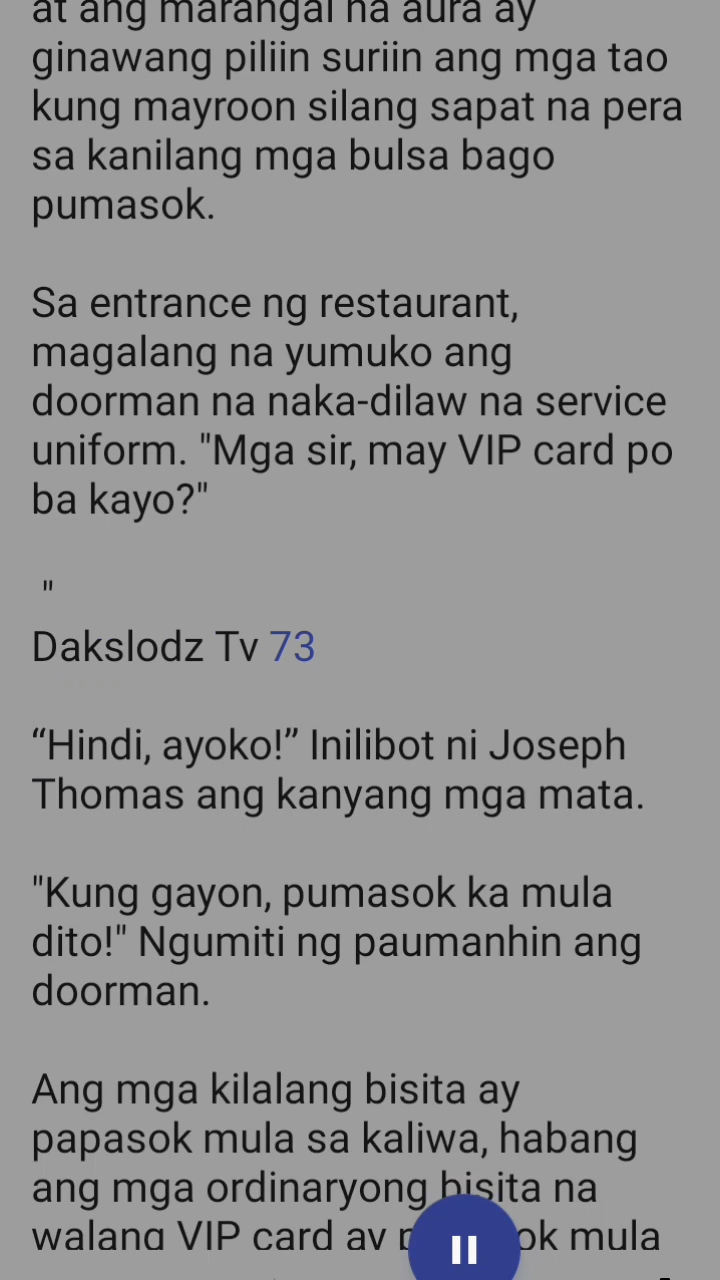 at ang marangal na aura ay
ginawang piliin suriin ang mga tao
kung mayroon silang sapat na pera
sa kanilang mga bulsa bago
pumasok.
Sa entrance ng restaurant,
magalang na yumuko ang
doorman na naka-dilaw na service
uniform. "Mga sir, may VIP card po
ba kayo?"
"
Dakslodz Tv 73
“Hindi, ayoko!” Inilibot ni Joseph
Thomas ang kanyang mga mata.
"Kung gayon, pumasok ka mula
dito!" Ngumiti ng paumanhin ang
doorman.
Ang mga kilalang bisita ay
papasok mula sa kaliwa, habang
ang mga ordinaryong bisita na
walang VIP card ay mula